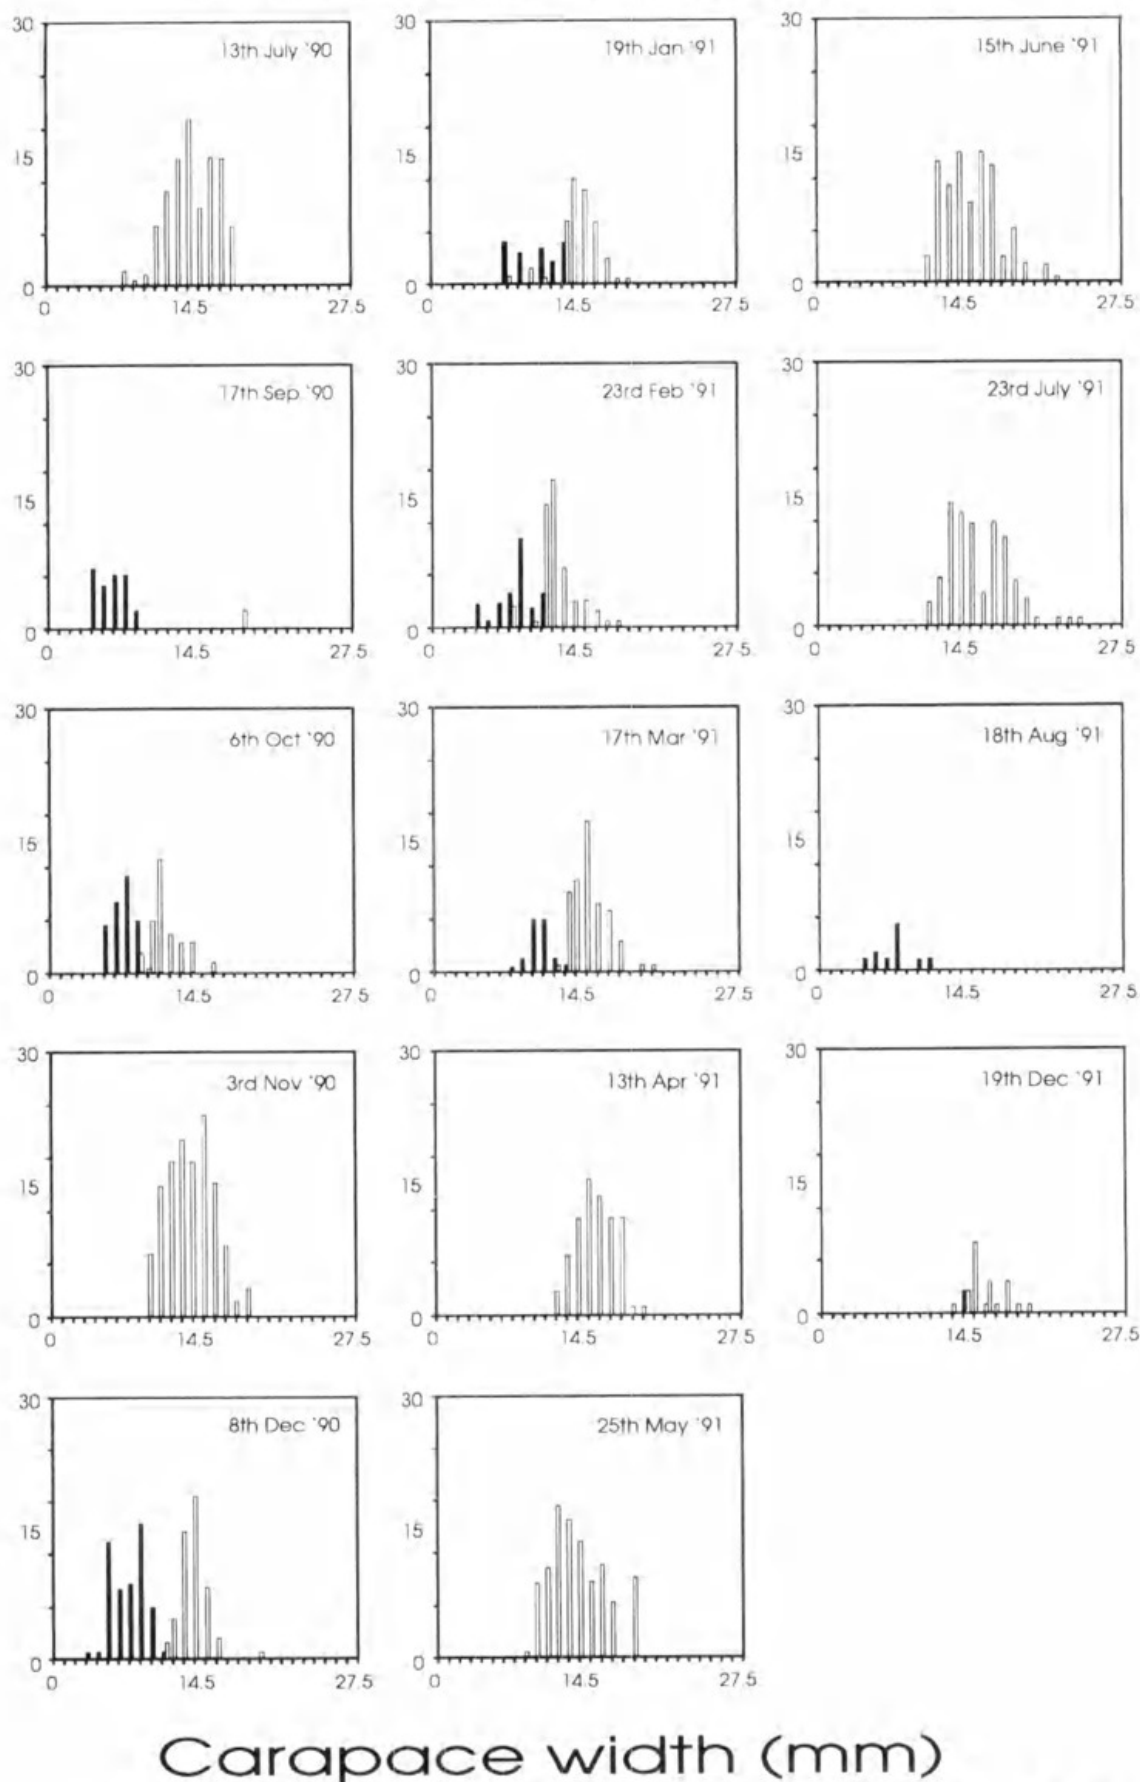 30 13th July '90
15
0
0 14.5 27.5
30 19th Jan '91
15
0
0 14.5 27.5
30 15th June '91
15
0
0 14.5 27.5
30 17th Sep '90
15
0
0 14.5 27.5
30 23rd Feb '91
15
0
0 14.5 27.5
30 23rd July '91
15
0
0 14.5 27.5
30 6th Oct '90
15
0
0 14.5 27.5
30 17th Mar '91
15
0
0 14.5 27.5
30 18th Aug '91
15
0
0 14.5 27.5
30 3rd Nov '90
15
0
0 14.5 27.5
30 13th Apr '91
15
0
0 14.5 27.5
30 19th Dec '91
15
0
0 14.5 27.5
30 8th Dec '90
15
0
0 14.5 27.5
30 25th May '91
15
0
0 14.5 27.5
Carapace width (mm)